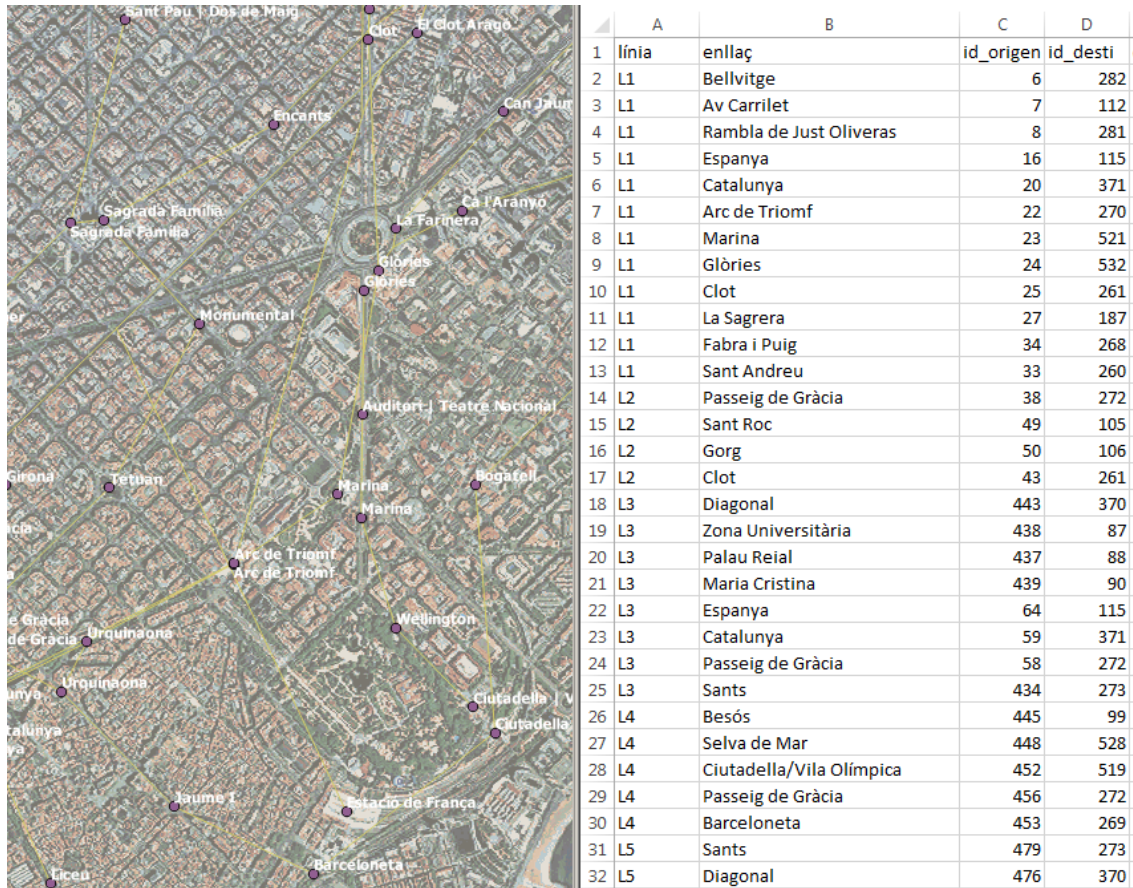 Sant Pau | Dos de Maig
Clot
El Clot Aragó
Can Jaum
Encants
Sagrada Família
Sagrada Família
Ca l'Aranyó
La Farinera
Glòries
Glòries
Monumental
Auditori | Teatre Nacional
Girona
Tetuan
Marina
Bogatell
Marina
Arc de Triomf
Arc de Triomf
e Gràcia
de Gràcia
Urquinaona
Wellington
Urquinaona
Ciutadella | V
Ciutadella
Jaume I
Estació de França
Barceloneta
Liceu
A B C D
1 línia enllaç id_origen id_desti
2 L1 Bellvitge 6 282
3 L1 Av Carrilet 7 112
4 L1 Rambla de Just Oliveras 8 281
5 L1 Espanya 16 115
6 L1 Catalunya 20 371
7 L1 Arc de Triomf 22 270
8 L1 Marina 23 521
9 L1 Glòries 24 532
10 L1 Clot 25 261
11 L1 La Sagrera 27 187
12 L1 Fabra i Puig 34 268
13 L1 Sant Andreu 33 260
14 L2 Passeig de Gràcia 38 272
15 L2 Sant Roc 49 105
16 L2 Gorg 50 106
17 L2 Clot 43 261
18 L3 Diagonal 443 370
19 L3 Zona Universitària 438 87
20 L3 Palau Reial 437 88
21 L3 Maria Cristina 439 90
22 L3 Espanya 64 115
23 L3 Catalunya 59 371
24 L3 Passeig de Gràcia 58 272
25 L3 Sants 434 273
26 L4 Besós 445 99
27 L4 Selva de Mar 448 528
28 L4 Ciutadella/Vila Olímpica 452 519
29 L4 Passeig de Gràcia 456 272
30 L4 Barceloneta 453 269
31 L5 Sants 479 273
32 L5 Diagonal 476 370